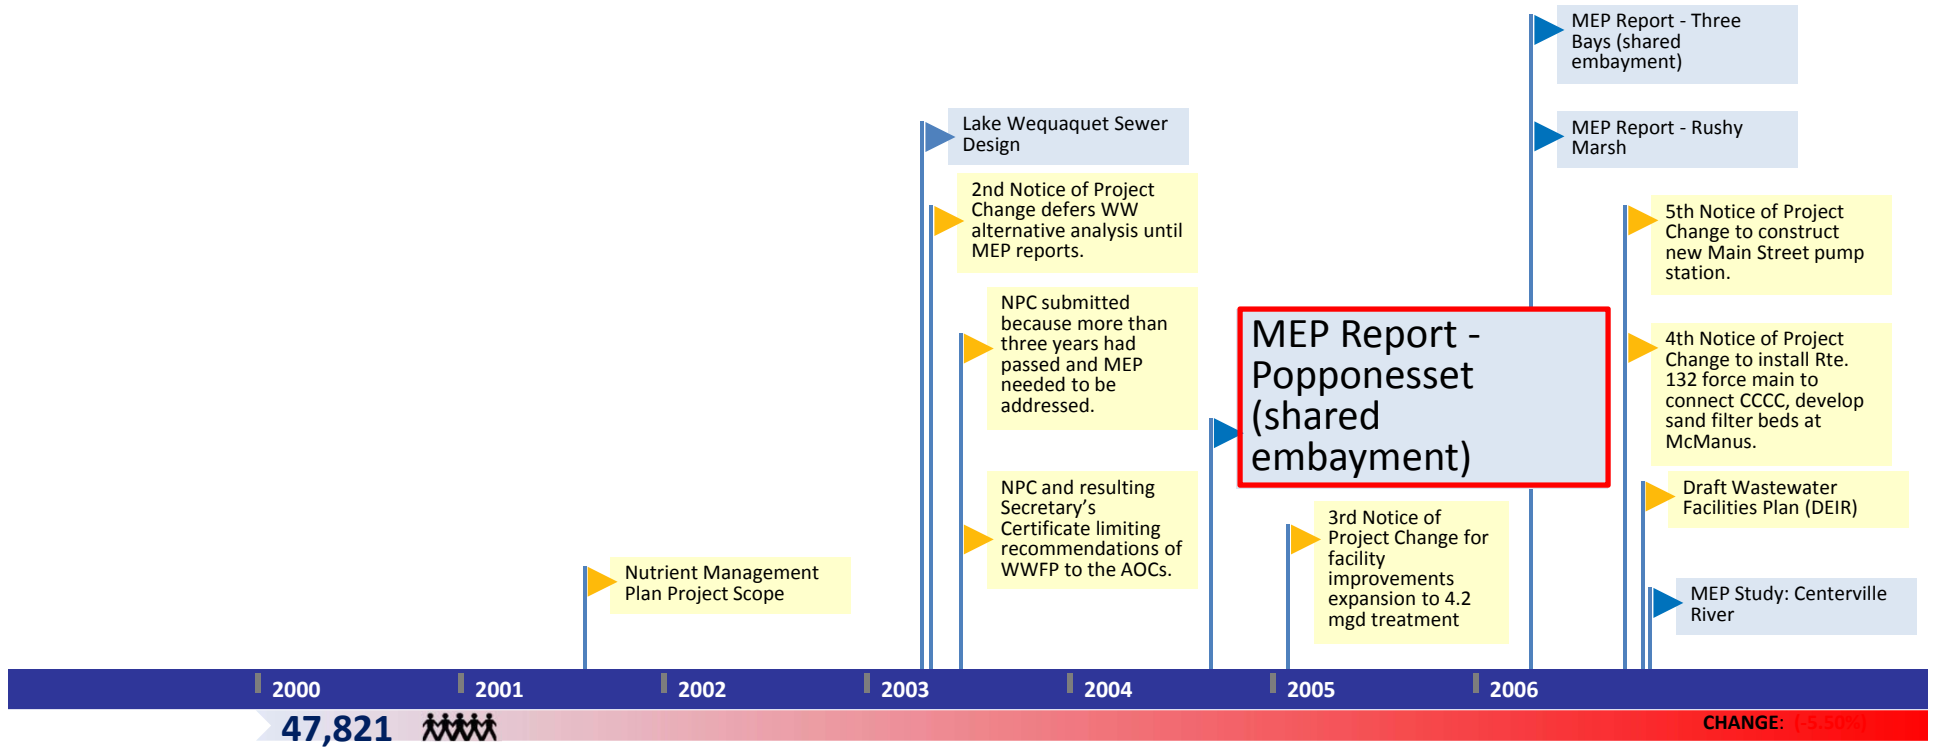 MEP Report - Three
Bays (shared
embayment)
MEP Report - Rushy
Marsh
Lake Wequaquet Sewer
Design
2nd Notice of Project
Change defers WW
alternative analysis until
MEP reports.
NPC submitted
because more than
three years had
passed and MEP
needed to be
addressed.
NPC and resulting
Secretary’s
Certificate limiting
recommendations of
WWFP to the AOCs.
Nutrient Management
Plan Project Scope
MEP Report -
Popponesset
(shared
embayment)
3rd Notice of
Project Change for
facility
improvements
expansion to 4.2
mgd treatment
5th Notice of Project
Change to construct
new Main Street pump
station.
4th Notice of Project
Change to install Rte.
132 force main to
connect CCCC, develop
sand filter beds at
McManus.
Draft Wastewater
Facilities Plan (DEIR)
MEP Study: Centerville
River
2000 2001 2002 2003 2004 2005 2006
47,821 CHANGE: (-5.50%)